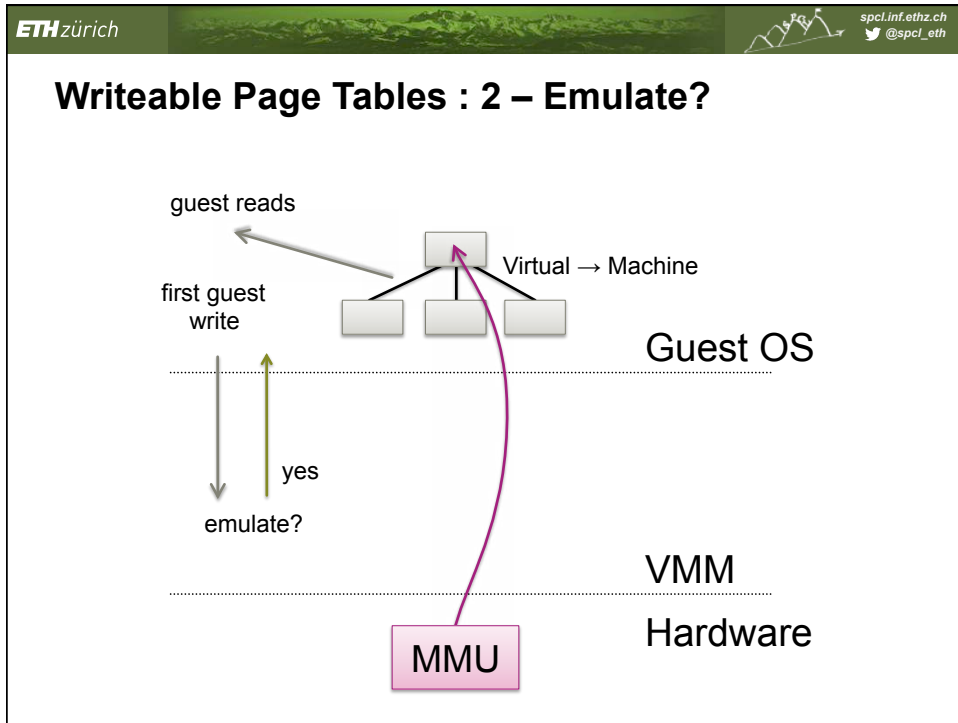 ETH zürich
spcl.inf.ethz.ch
@spcl_eth
Writeable Page Tables : 2 – Emulate?
guest reads
Virtual → Machine
first guest
write
Guest OS
yes
emulate?
VMM
Hardware
MMU